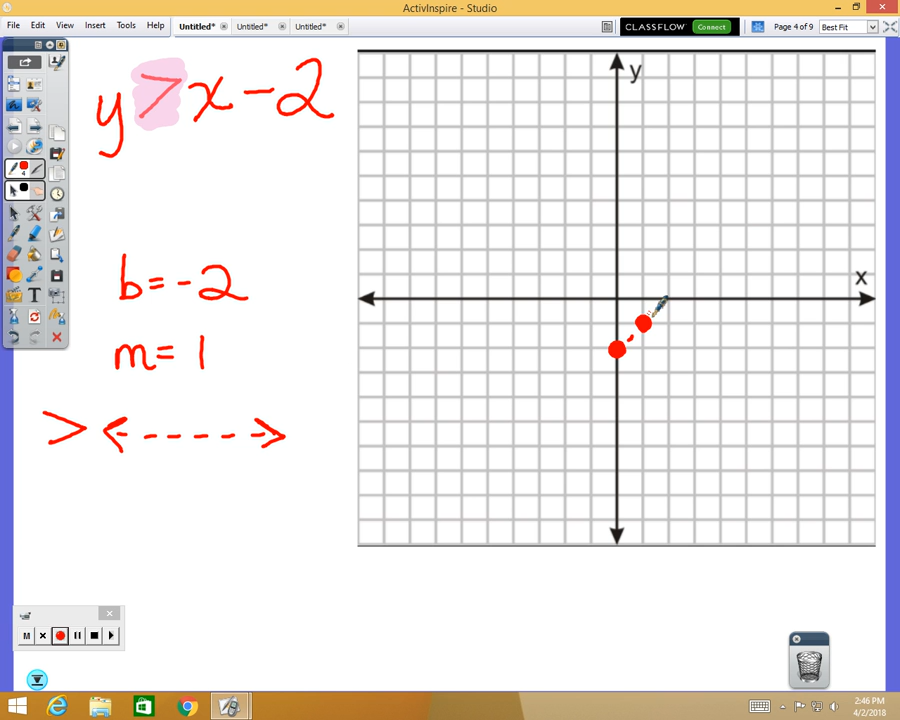 ActivInspire - Studio
File Edit View Insert Tools Help Untitled* Untitled* Untitled* CLASSFLOW Connect Page 4 of 9 Best Fit
y > x - 2
y
x
b = -2
m = 1
> <----->
4
T
M
2:46 PM
4/2/2018